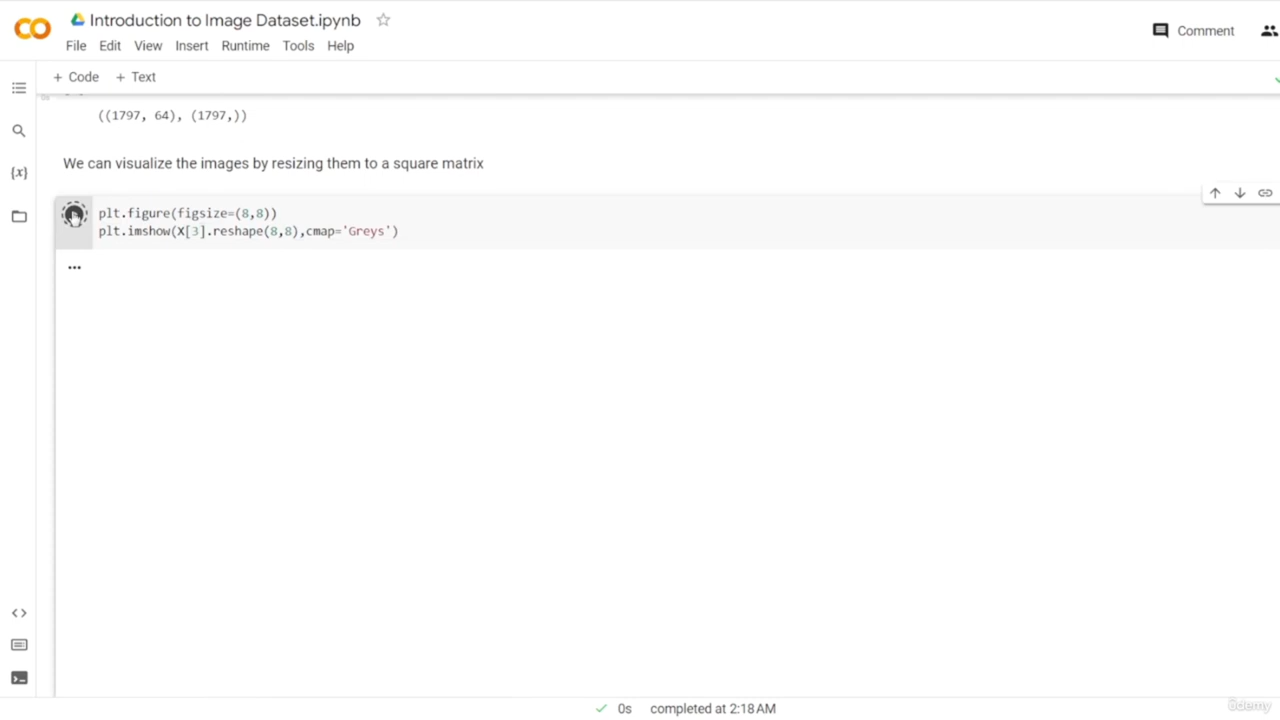 CO
Introduction to Image Dataset.ipynb
File Edit View Insert Runtime Tools Help
Comment
+ Code + Text
((1797, 64), (1797,))
We can visualize the images by resizing them to a square matrix
plt.figure(figsize=(8,8))
plt.imshow(X[3].reshape(8,8),cmap='Greys')
...
{x}
0s completed at 2:18 AM
ûdemy